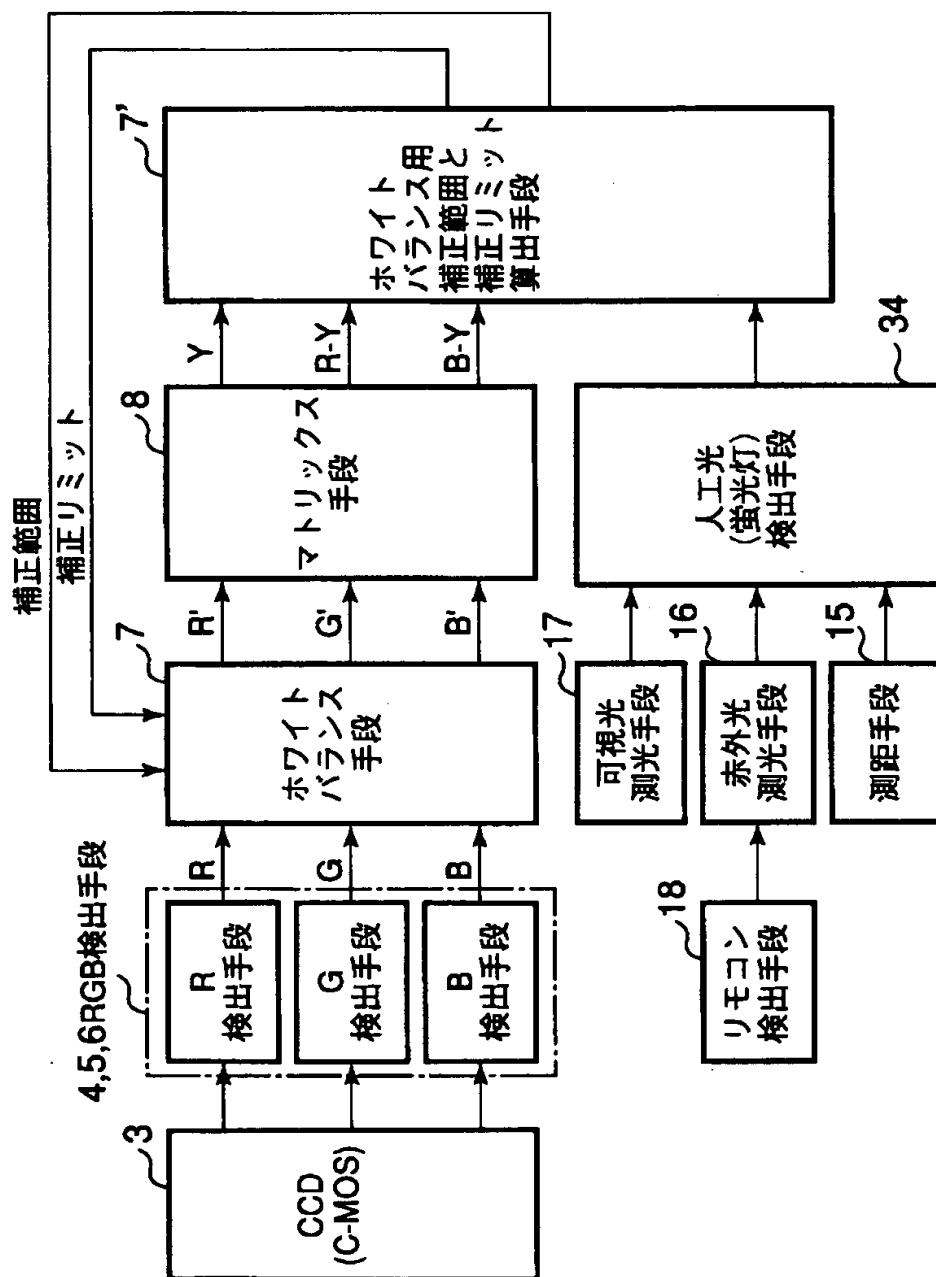 補正範囲
補正リミット
4,5,6RGB検出手段
3
CCD
(C-MOS)
R
検出手段
G
検出手段
B
検出手段
R
G
B
7
ホワイト
バランス
手段
R'
G'
B'
8
マトリックス
手段
Y
R-Y
B-Y
7'
ホワイト
バランス用
補正範囲と
補正リミット
算出手段
18
リモコン
検出手段
17
可視光
測光手段
16
赤外光
測光手段
15
測距手段
34
人工光
(蛍光灯)
検出手段